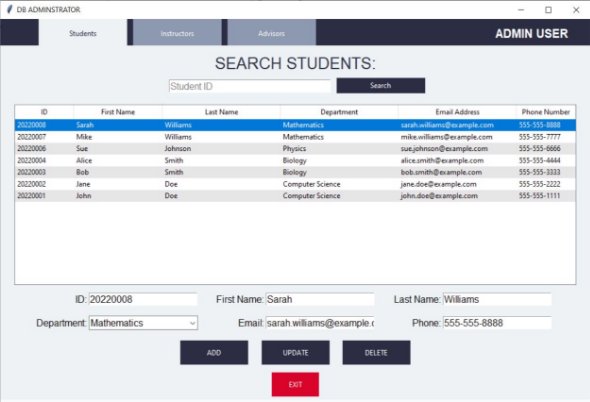 DB ADMINSTRATOR
Students Instructors Advisors ADMIN USER
SEARCH STUDENTS:
Student ID Search
ID First Name Last Name Department Email Address Phone Number
20220008 Sarah Williams Mathematics sarah.williams@example.com 555-555-8888
20220007 Mike Williams Mathematics mike.williams@example.com 555-555-7777
20220006 Sue Johnson Physics sue.johnson@example.com 555-555-6666
20220004 Alice Smith Biology alice.smith@example.com 555-555-4444
20220003 Bob Smith Biology bob.smith@example.com 555-555-3333
20220002 Jane Doe Computer Science jane.doe@example.com 555-555-2222
20220001 John Doe Computer Science john.doe@example.com 555-555-1111
ID: 20220008 First Name: Sarah Last Name: Williams
Department: Mathematics Email: sarah.williams@example.c Phone: 555-555-8888
ADD UPDATE DELETE
EXIT